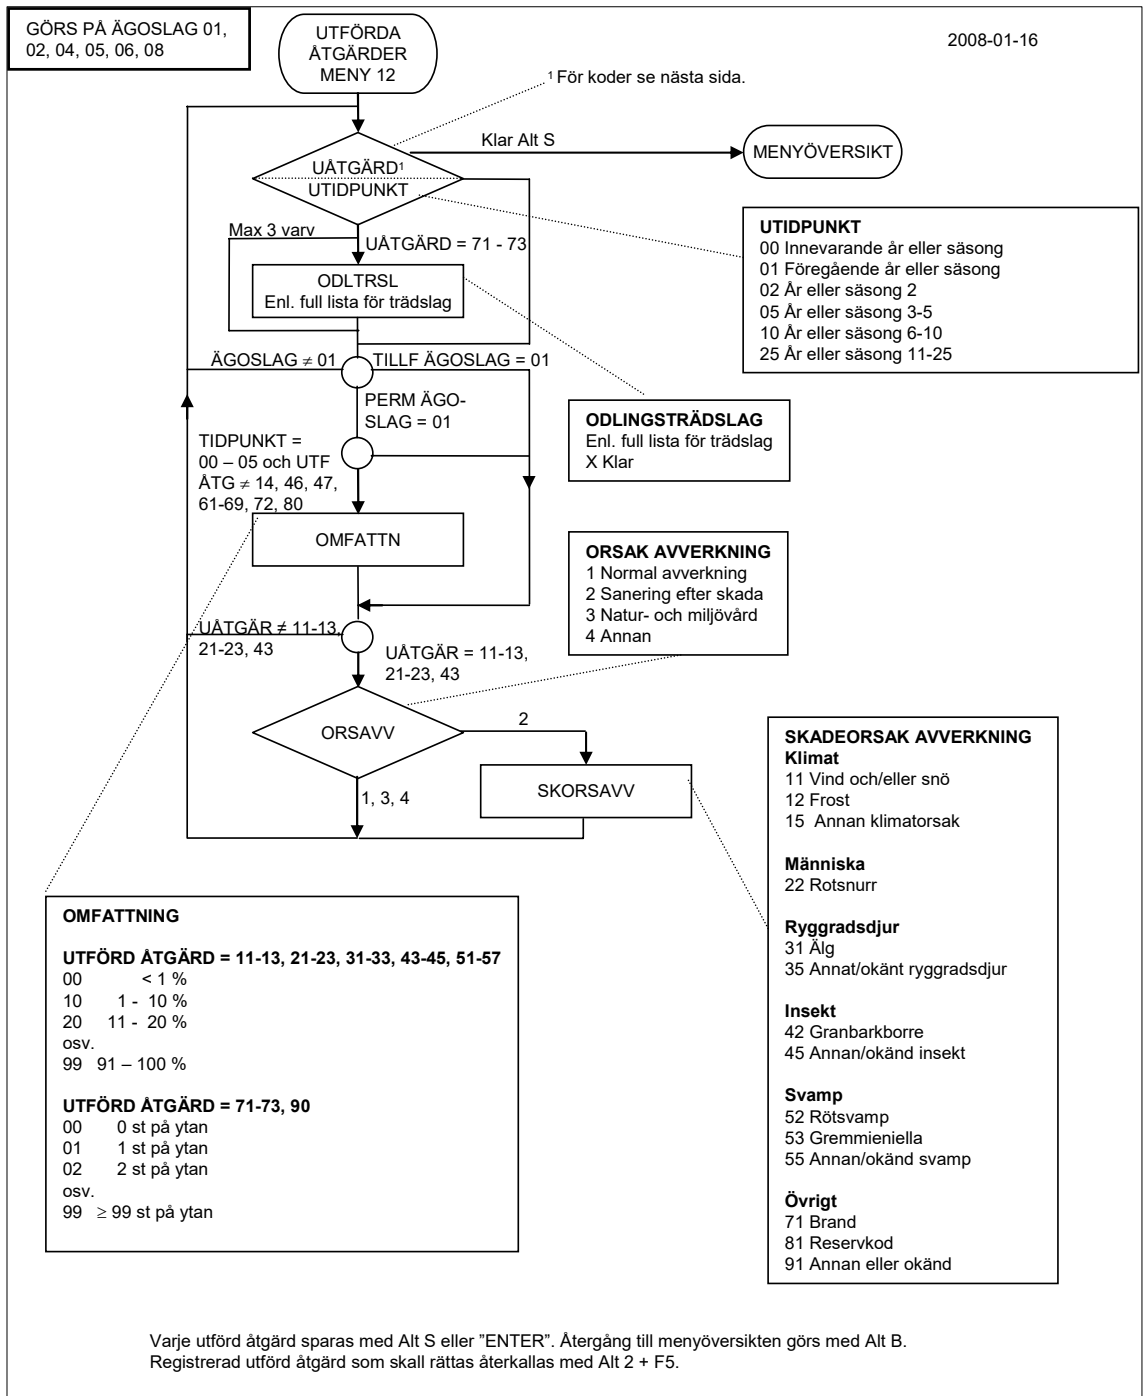 GÖRS PÅ ÄGOSLAG 01,
02, 04, 05, 06, 08
UTFÖRDA
ÅTGÄRDER
MENY 12
2008-01-16
¹ För koder se nästa sida.
Klar Alt S
MENYÖVERSIKT
UÅTGÄRD¹
UTIDPUNKT
Max 3 varv
UÅTGÄRD = 71 - 73
ODLTRSL
Enl. full lista för trädslag
UTIDPUNKT
00 Innevarande år eller säsong
01 Föregående år eller säsong
02 År eller säsong 2
05 År eller säsong 3-5
10 År eller säsong 6-10
25 År eller säsong 11-25
ÄGOSLAG ≠ 01
TILLF ÄGOSLAG = 01
PERM ÄGO-
SLAG = 01
ODLINGSTRÄDSLAG
Enl. full lista för trädslag
X Klar
TIDPUNKT =
00 – 05 och UTF
ÅTG ≠ 14, 46, 47,
61-69, 72, 80
OMFATTN
ORSAK AVVERKNING
1 Normal avverkning
2 Sanering efter skada
3 Natur- och miljövård
4 Annan
UÅTGÄR ≠ 11-13,
21-23, 43
UÅTGÄR = 11-13,
21-23, 43
ORSAVV
2
SKORSAVV
1, 3, 4
SKADEORSAK AVVERKNING
Klimat
11 Vind och/eller snö
12 Frost
15 Annan klimatorsak
Människa
22 Rotsnurr
Ryggradsdjur
31 Älg
35 Annat/okänt ryggradsdjur
Insekt
42 Granbarkborre
45 Annan/okänd insekt
Svamp
52 Rötsvamp
53 Gremmieniella
55 Annan/okänd svamp
Övrigt
71 Brand
81 Reservkod
91 Annan eller okänd
OMFATTNING
UTFÖRD ÅTGÄRD = 11-13, 21-23, 31-33, 43-45, 51-57
00 < 1 %
10 1 - 10 %
20 11 - 20 %
osv.
99 91 – 100 %
UTFÖRD ÅTGÄRD = 71-73, 90
00 0 st på ytan
01 1 st på ytan
02 2 st på ytan
osv.
99 ≥ 99 st på ytan
Varje utförd åtgärd sparas med Alt S eller ”ENTER”. Återgång till menyöversikten görs med Alt B.
Registrerad utförd åtgärd som skall rättas återkallas med Alt 2 + F5.